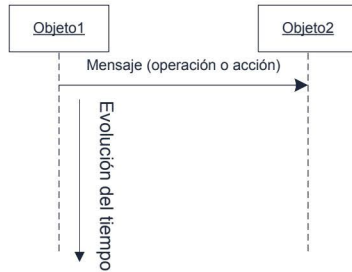 Objeto1
Objeto2
Mensaje (operación o acción)
Evolución del tiempo